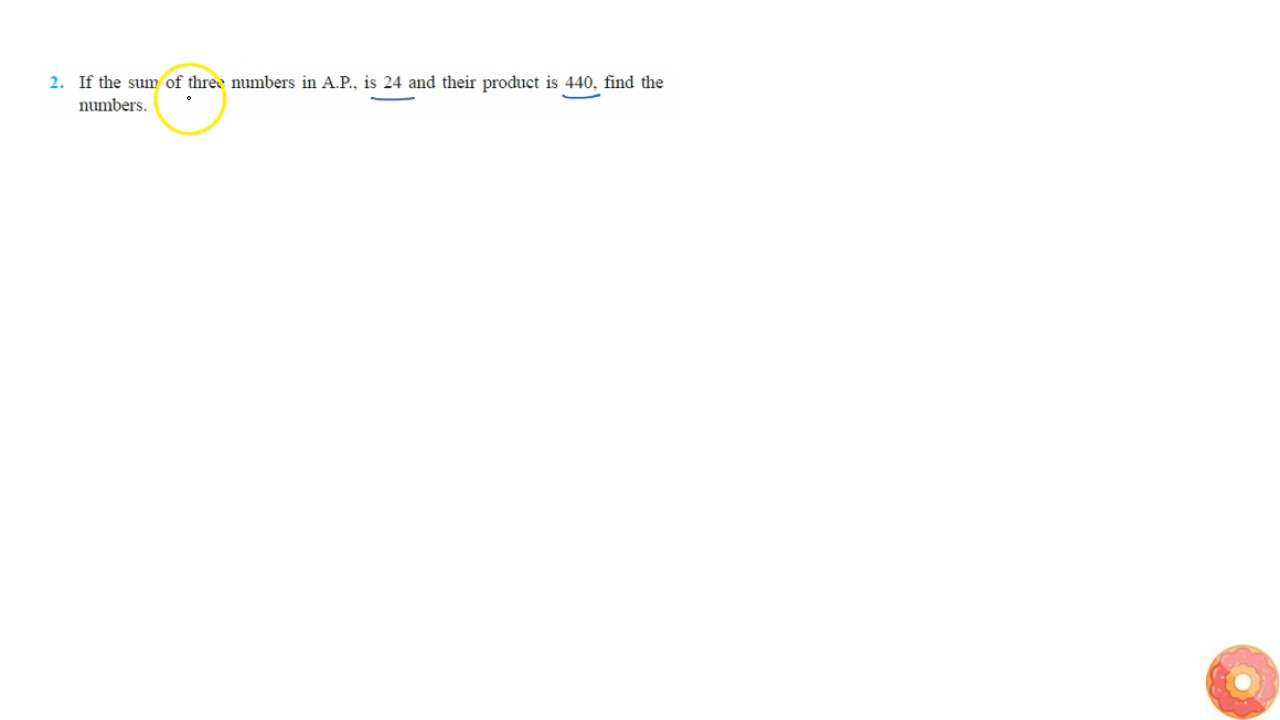 2. If the sum of three numbers in A.P., is 24 and their product is 440, find the
numbers.